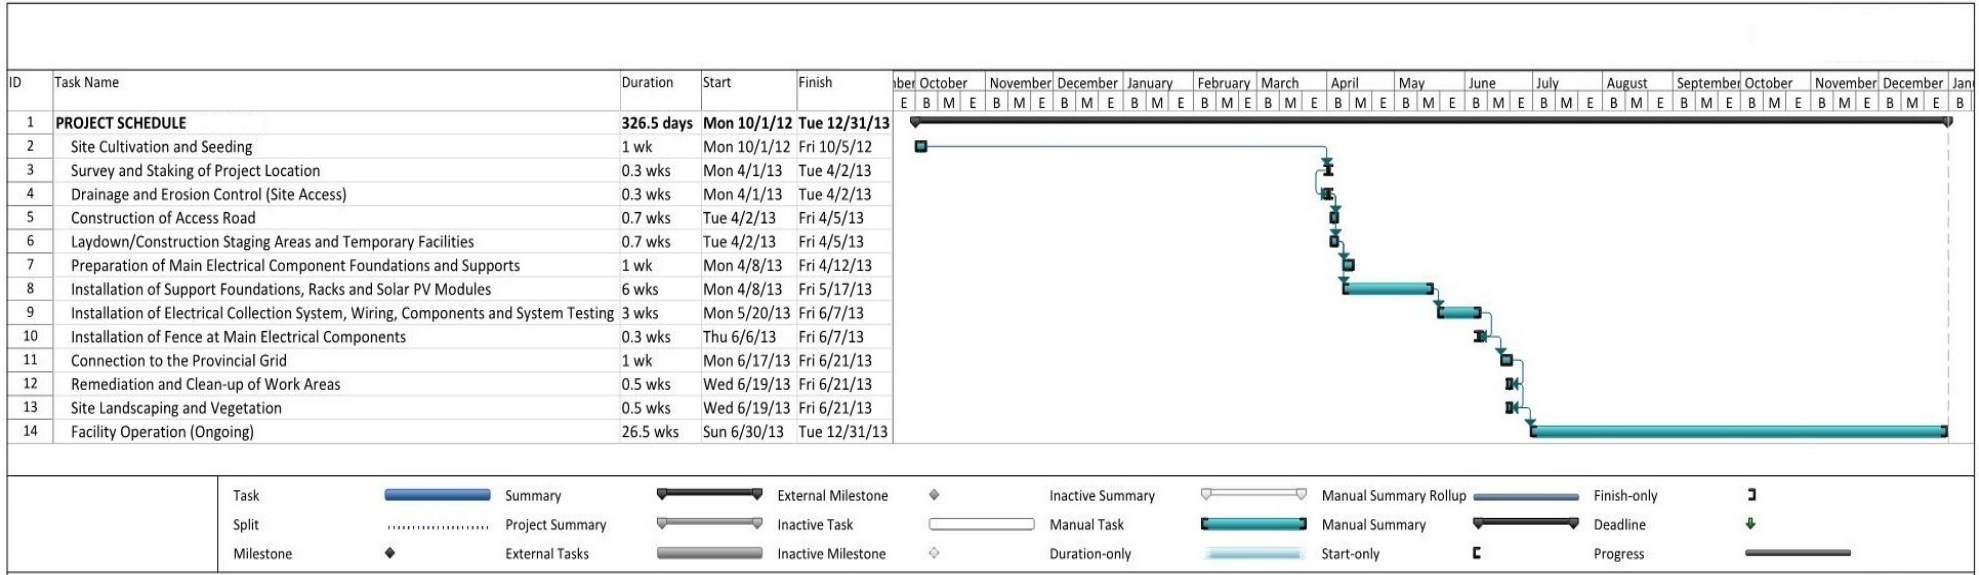 ID Task Name Duration Start Finish ber October November December January February March April May June July August September October November December Jan
E B M E B M E B M E B M E B M E B M E B M E B M E B M E B M E B M E B M E B M E B M E B M E B
1 PROJECT SCHEDULE 326.5 days Mon 10/1/12 Tue 12/31/13
2 Site Cultivation and Seeding 1 wk Mon 10/1/12 Fri 10/5/12
3 Survey and Staking of Project Location 0.3 wks Mon 4/1/13 Tue 4/2/13
4 Drainage and Erosion Control (Site Access) 0.3 wks Mon 4/1/13 Tue 4/2/13
5 Construction of Access Road 0.7 wks Tue 4/2/13 Fri 4/5/13
6 Laydown/Construction Staging Areas and Temporary Facilities 0.7 wks Tue 4/2/13 Fri 4/5/13
7 Preparation of Main Electrical Component Foundations and Supports 1 wk Mon 4/8/13 Fri 4/12/13
8 Installation of Support Foundations, Racks and Solar PV Modules 6 wks Mon 4/8/13 Fri 5/17/13
9 Installation of Electrical Collection System, Wiring, Components and System Testing 3 wks Mon 5/20/13 Fri 6/7/13
10 Installation of Fence at Main Electrical Components 0.3 wks Thu 6/6/13 Fri 6/7/13
11 Connection to the Provincial Grid 1 wk Mon 6/17/13 Fri 6/21/13
12 Remediation and Clean-up of Work Areas 0.5 wks Wed 6/19/13 Fri 6/21/13
13 Site Landscaping and Vegetation 0.5 wks Wed 6/19/13 Fri 6/21/13
14 Facility Operation (Ongoing) 26.5 wks Sun 6/30/13 Tue 12/31/13
Task Summary External Milestone Inactive Summary Manual Summary Rollup Finish-only
Split Project Summary Inactive Task Manual Task Manual Summary Deadline
Milestone External Tasks Inactive Milestone Duration-only Start-only Progress